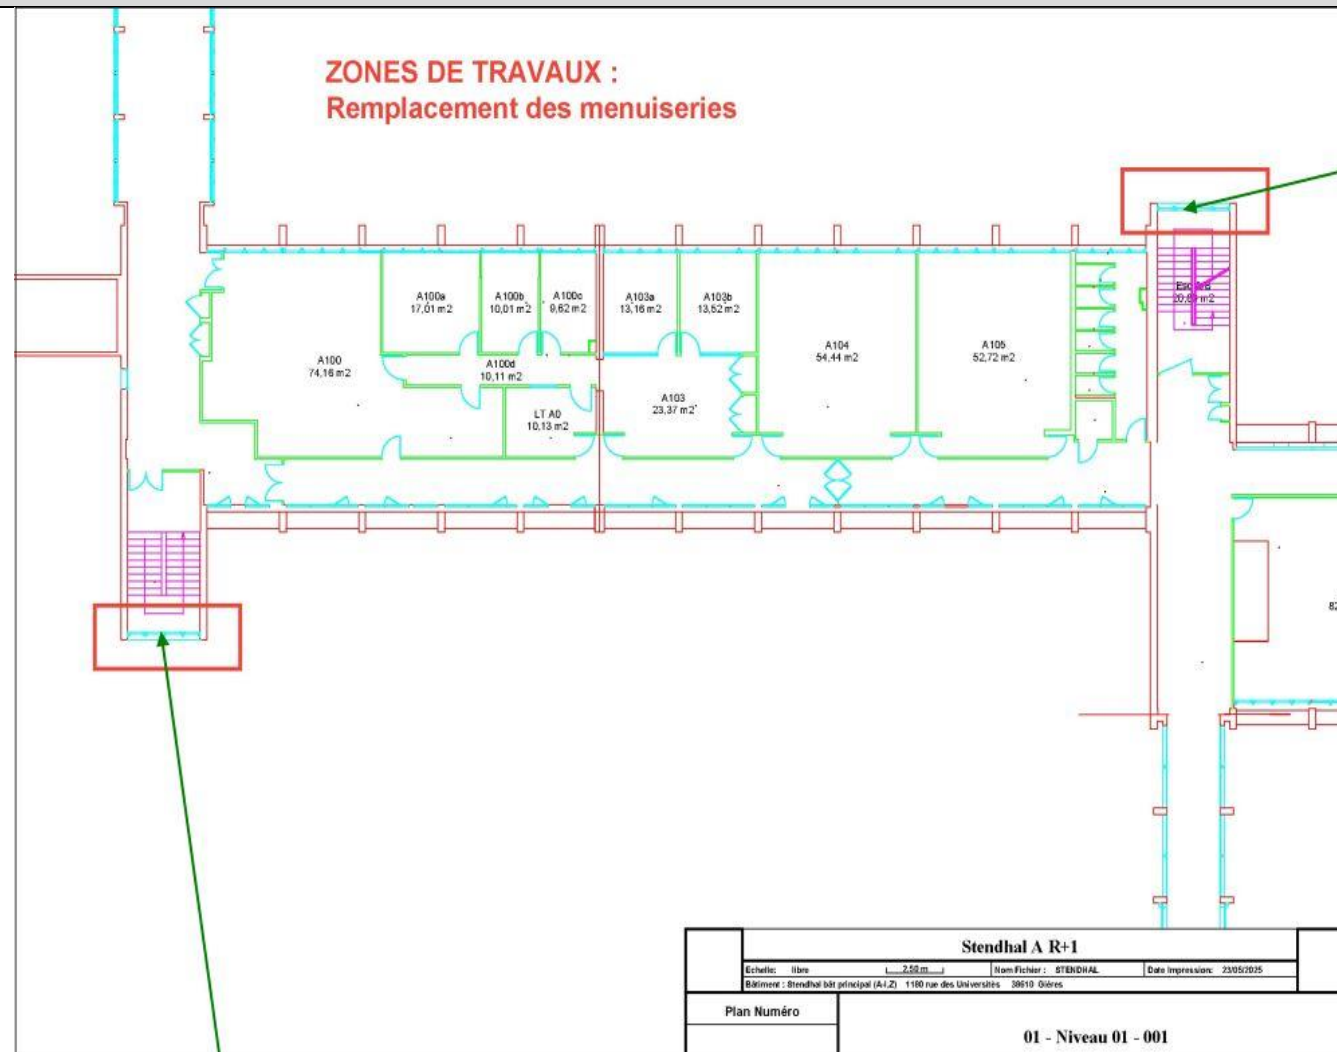 ZONES DE TRAVAUX :
Remplacement des menuiseries
A100a
17,01 m2
A100b
10,01 m2
A100c
9,62 m2
A103a
13,16 m2
A103b
13,52 m2
A100
74,16 m2
A100d
10,11 m2
LT A0
10,13 m2
A103
23,37 m2
A104
54,44 m2
A105
52,72 m2
m2
82
Stendhal A R+1
Echelle: libre 2,50 m Nom Fichier : STENDHAL Date Impression: 23/05/2025
Bâtiment : Stendhal bât principal (A-I,Z) 1180 rue des Universités 38610 Gières
Plan Numéro
01 - Niveau 01 - 001